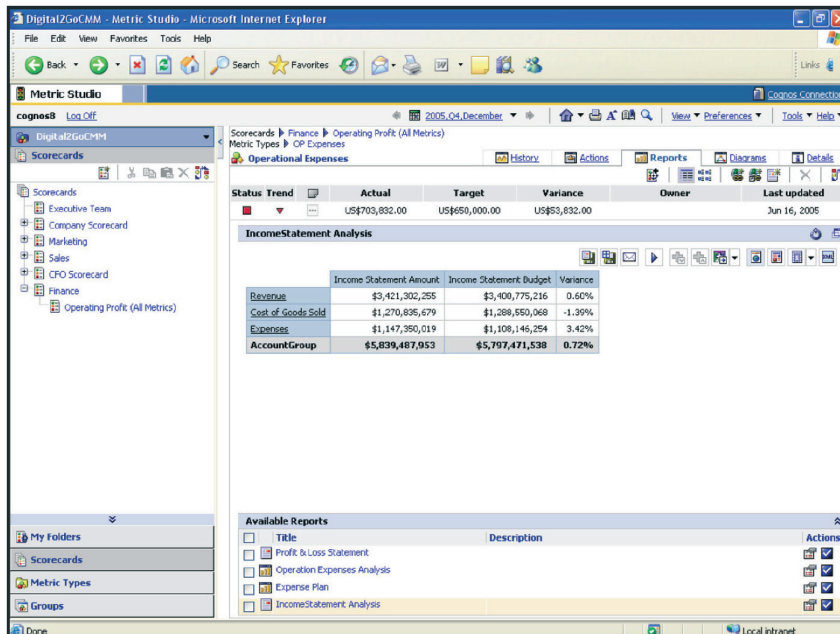 Digital2GoCMM - Metric Studio - Microsoft Internet Explorer
File Edit View Favorites Tools Help
Back Search Favorites Links
Metric Studio Cognos Connection
cognos8 Log Off 2005.Q4.December View Preferences Tools Help
Digital2GoCMM
Scorecards
Scorecards
Executive Team
Company Scorecard
Marketing
Sales
CFO Scorecard
Finance
Operating Profit (All Metrics)
My Folders
Scorecards
Metric Types
Groups
Scorecards Finance Operating Profit (All Metrics)
Metric Types OP Expenses
Operational Expenses History Actions Reports Diagrams Details
Status Trend Actual Target Variance Owner Last updated
US$703,832.00 US$650,000.00 US$53,832.00 Jun 16, 2005
IncomeStatement Analysis
Income Statement Amount Income Statement Budget Variance
Revenue $3,421,302,255 $3,400,775,216 0.60%
Cost of Goods Sold $1,270,835,679 $1,288,550,068 -1.39%
Expenses $1,147,350,019 $1,108,146,254 3.42%
AccountGroup $5,839,487,953 $5,797,471,538 0.72%
Available Reports
Title Description Actions
Profit & Loss Statement
Operation Expenses Analysis
Expense Plan
IncomeStatement Analysis
Done Local intranet